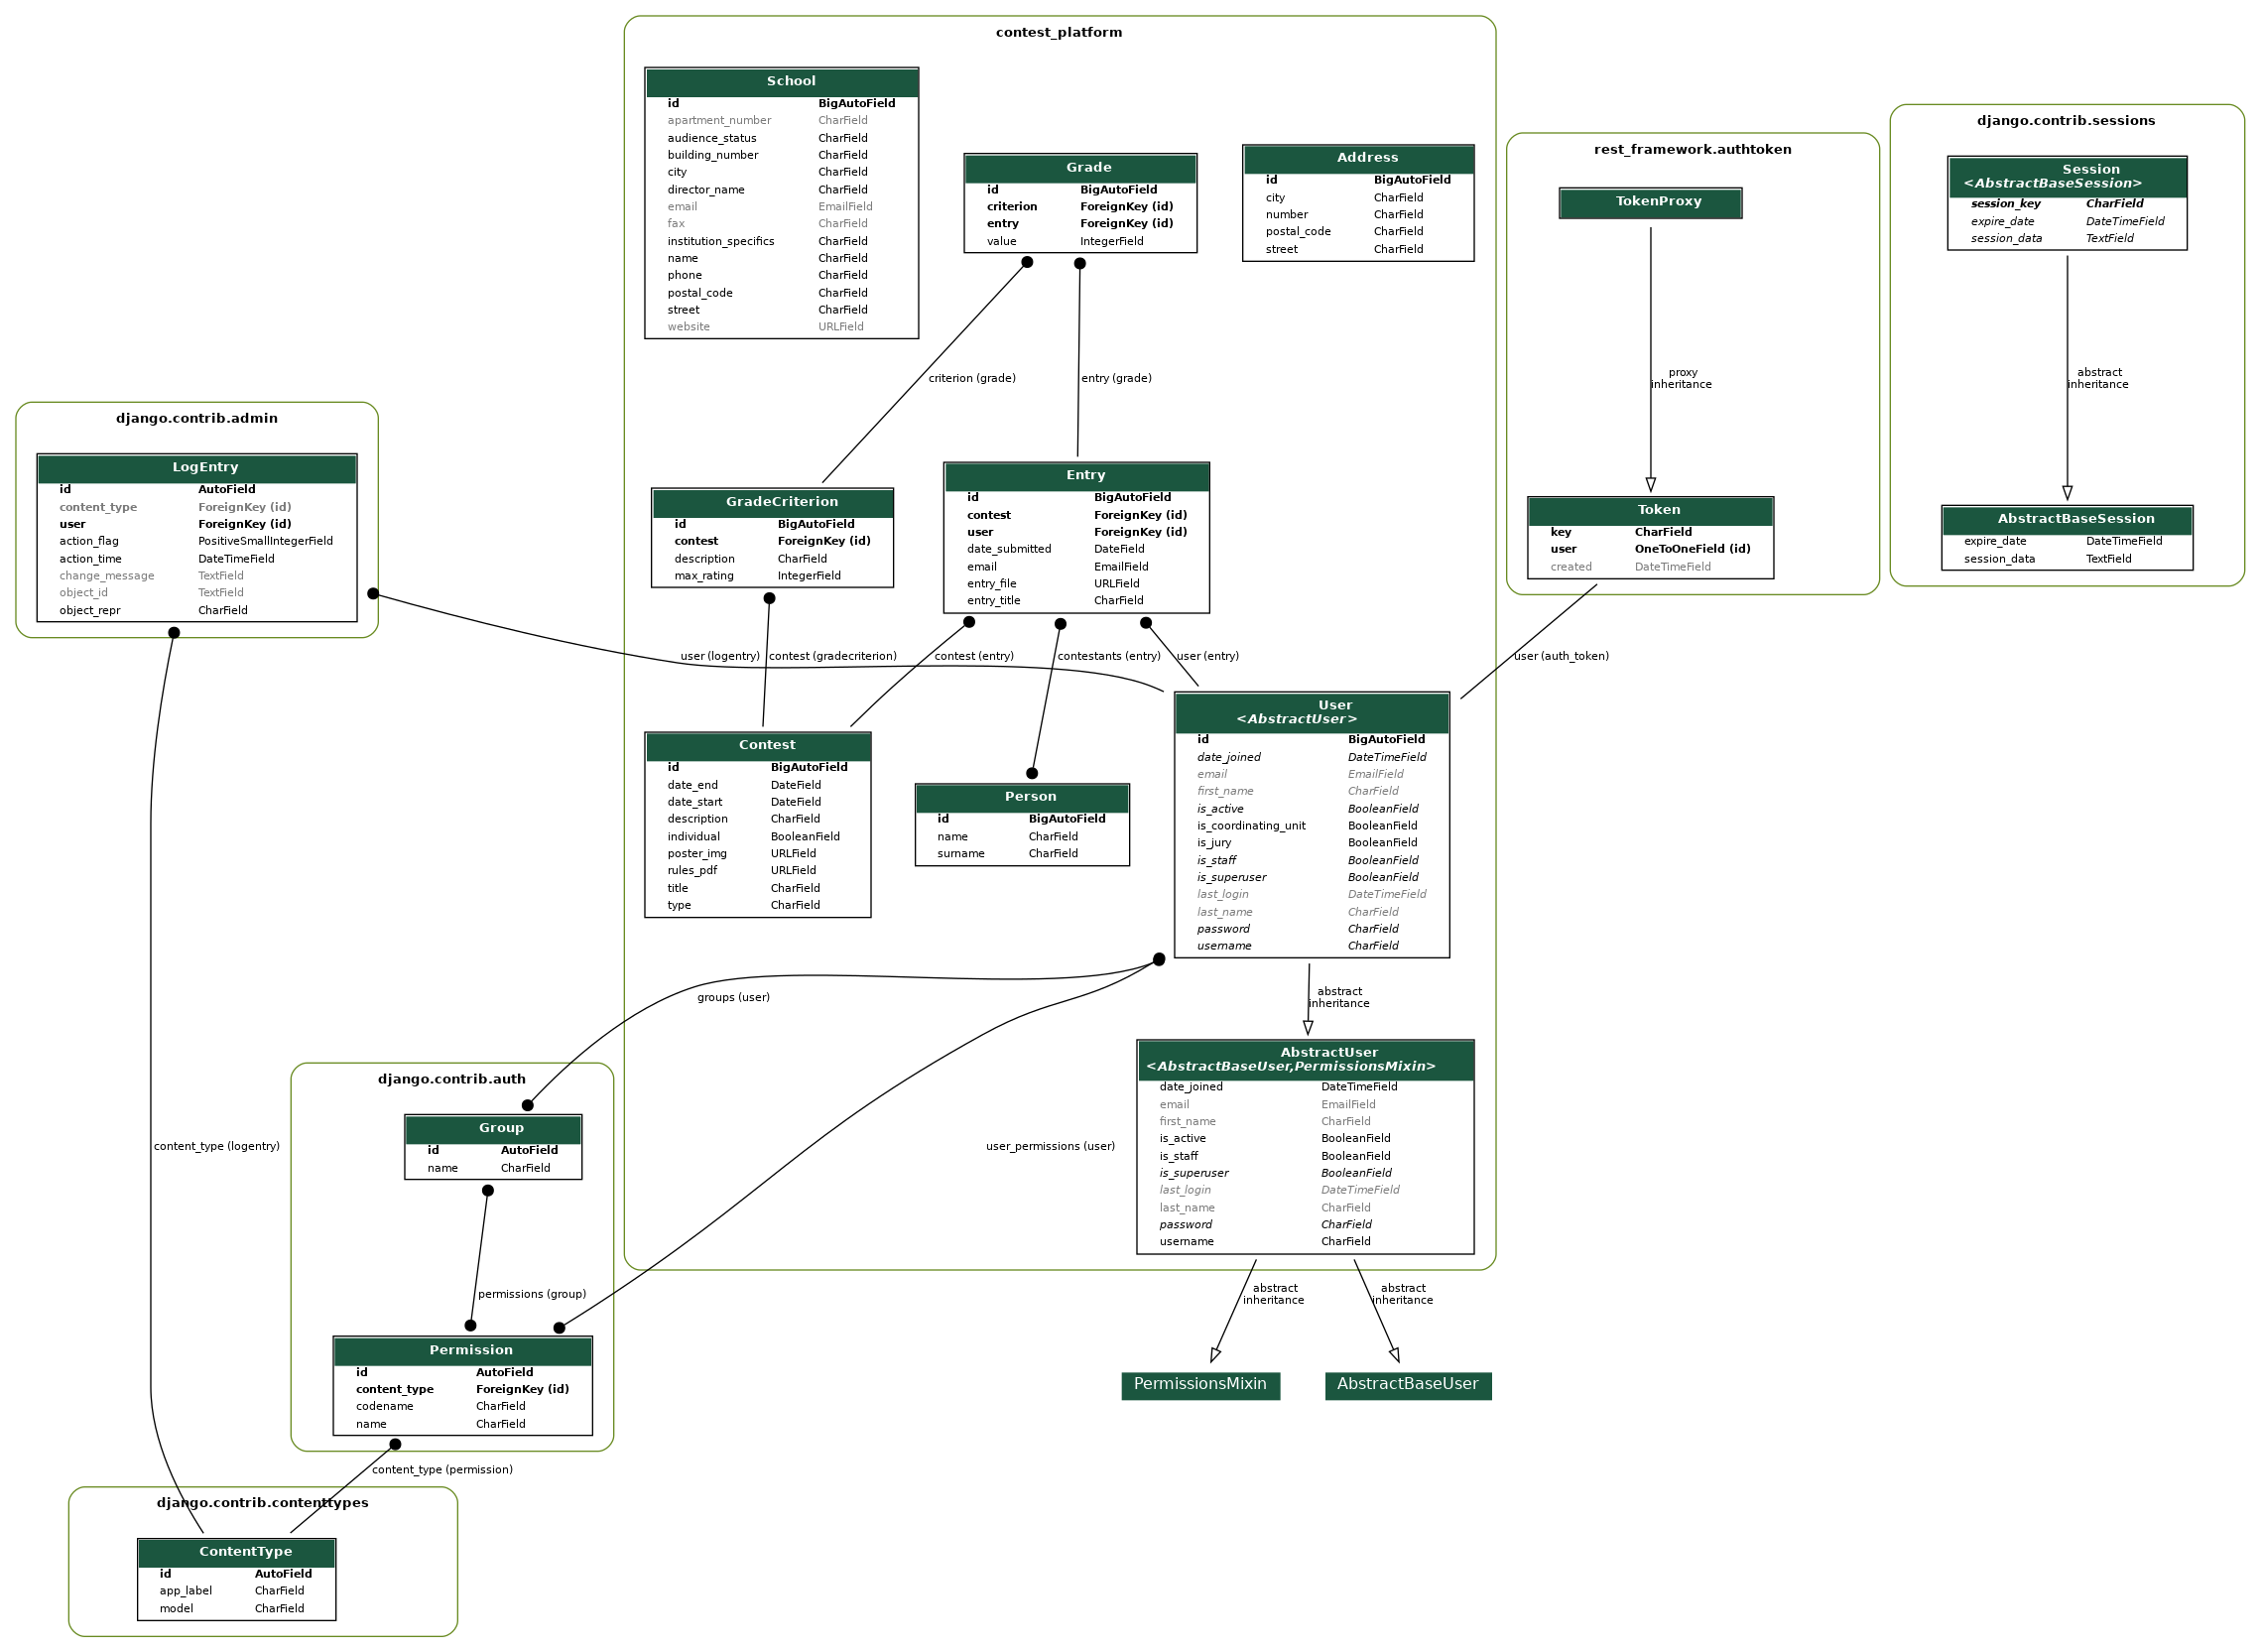 contest_platform
School
id BigAutoField
apartment_number CharField
audience_status CharField
building_number CharField
city CharField
director_name CharField
email EmailField
fax CharField
institution_specifics CharField
name CharField
phone CharField
postal_code CharField
street CharField
website URLField
Grade
id BigAutoField
criterion ForeignKey (id)
entry ForeignKey (id)
value IntegerField
Address
id BigAutoField
city CharField
number CharField
postal_code CharField
street CharField
criterion (grade)
entry (grade)
GradeCriterion
id BigAutoField
contest ForeignKey (id)
description CharField
max_rating IntegerField
Entry
id BigAutoField
contest ForeignKey (id)
user ForeignKey (id)
date_submitted DateField
email EmailField
entry_file URLField
entry_title CharField
user (logentry)
contest (gradecriterion)
contest (entry)
contestants (entry)
user (entry)
Contest
id BigAutoField
date_end DateField
date_start DateField
description CharField
individual BooleanField
poster_img URLField
rules_pdf URLField
title CharField
type CharField
Person
id BigAutoField
name CharField
surname CharField
User
<AbstractUser>
id BigAutoField
date_joined DateTimeField
email EmailField
first_name CharField
is_active BooleanField
is_coordinating_unit BooleanField
is_jury BooleanField
is_staff BooleanField
is_superuser BooleanField
last_login DateTimeField
last_name CharField
password CharField
username CharField
abstract
inheritance
AbstractUser
<AbstractBaseUser,PermissionsMixin>
date_joined DateTimeField
email EmailField
first_name CharField
is_active BooleanField
is_staff BooleanField
is_superuser BooleanField
last_login DateTimeField
last_name CharField
password CharField
username CharField
abstract
inheritance
abstract
inheritance
PermissionsMixin
AbstractBaseUser
rest_framework.authtoken
TokenProxy
proxy
inheritance
Token
key CharField
user OneToOneField (id)
created DateTimeField
user (auth_token)
django.contrib.sessions
Session
<AbstractBaseSession>
session_key CharField
expire_date DateTimeField
session_data TextField
abstract
inheritance
AbstractBaseSession
expire_date DateTimeField
session_data TextField
django.contrib.admin
LogEntry
id AutoField
content_type ForeignKey (id)
user ForeignKey (id)
action_flag PositiveSmallIntegerField
action_time DateTimeField
change_message TextField
object_id TextField
object_repr CharField
groups (user)
user_permissions (user)
content_type (logentry)
django.contrib.auth
Group
id AutoField
name CharField
permissions (group)
Permission
id AutoField
content_type ForeignKey (id)
codename CharField
name CharField
content_type (permission)
django.contrib.contenttypes
ContentType
id AutoField
app_label CharField
model CharField